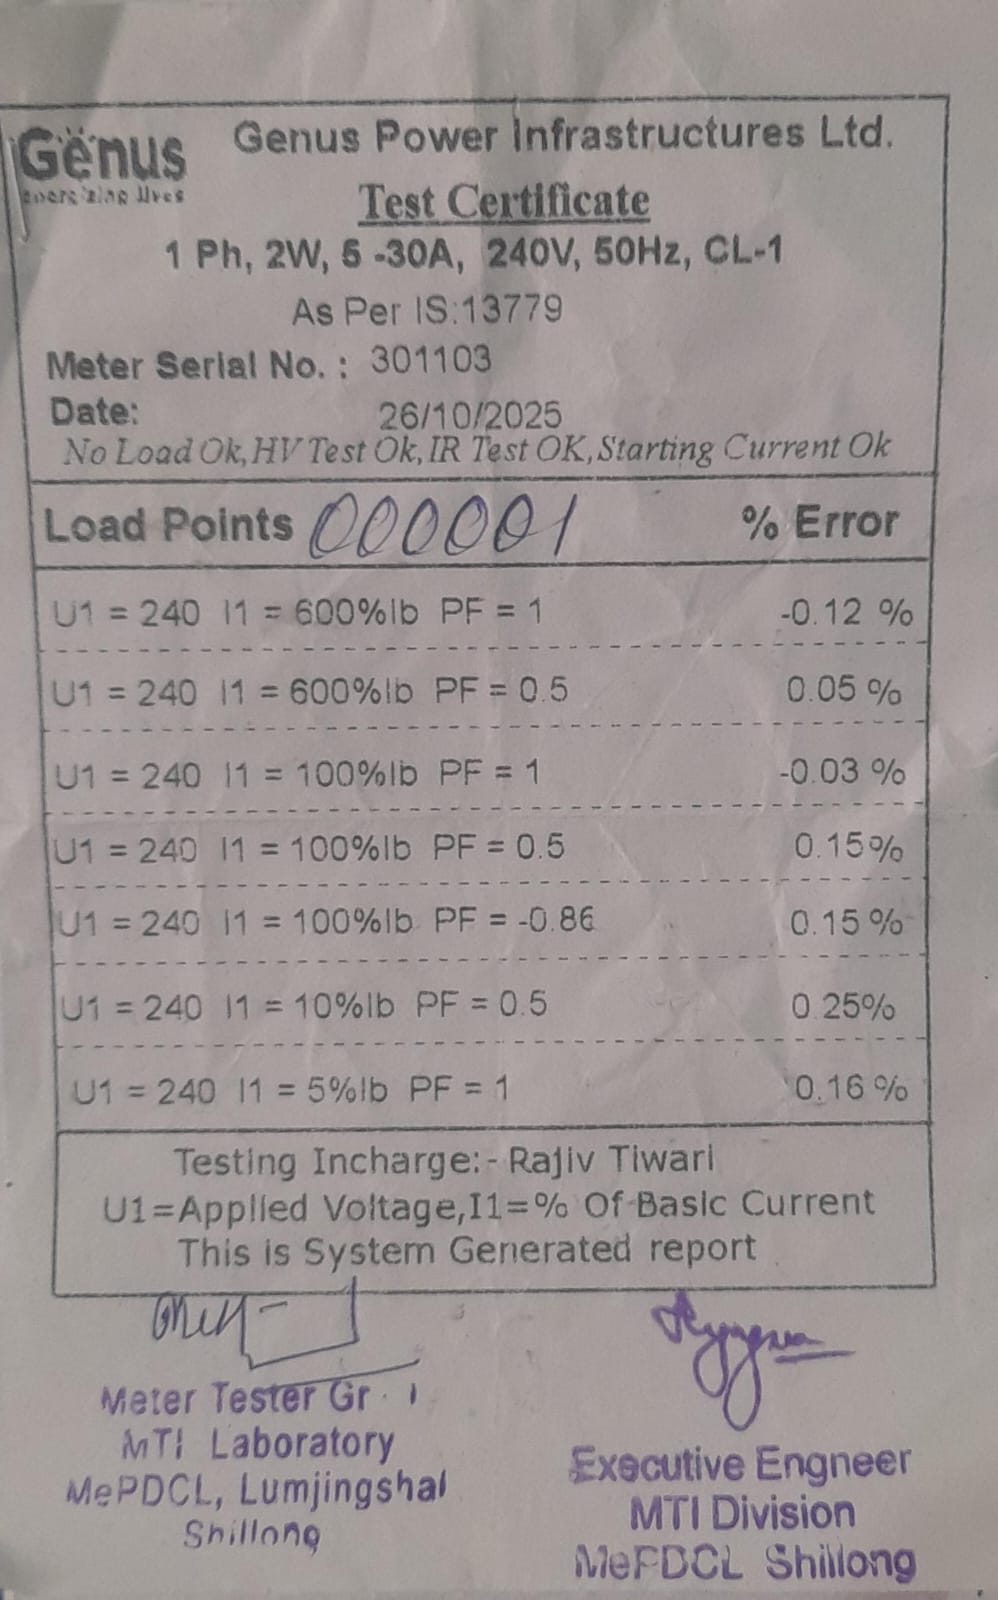 Genus
energizing lives
Genus Power Infrastructures Ltd.
Test Certificate
1 Ph, 2W, 5 -30A, 240V, 50Hz, CL-1
As Per IS:13779
Meter Serial No. : 301103
Date: 26/10/2025
No Load Ok, HV Test Ok, IR Test OK, Starting Current Ok
Load Points 000001 % Error
U1 = 240 I1 = 600%Ib PF = 1 -0.12 %
U1 = 240 I1 = 600%Ib PF = 0.5 0.05 %
U1 = 240 I1 = 100%Ib PF = 1 -0.03 %
U1 = 240 I1 = 100%Ib PF = 0.5 0.15%
U1 = 240 I1 = 100%Ib PF = -0.86 0.15 %
U1 = 240 I1 = 10%Ib PF = 0.5 0.25%
U1 = 240 I1 = 5%Ib PF = 1 0.16 %
Testing Incharge:- Rajiv Tiwari
U1=Applied Voltage,I1=% Of Basic Current
This is System Generated report
Meter Tester Gr - I
MTI Laboratory
MePDCL, Lumjingshai
Shillong
Executive Engneer
MTI Division
MePDCL Shillong